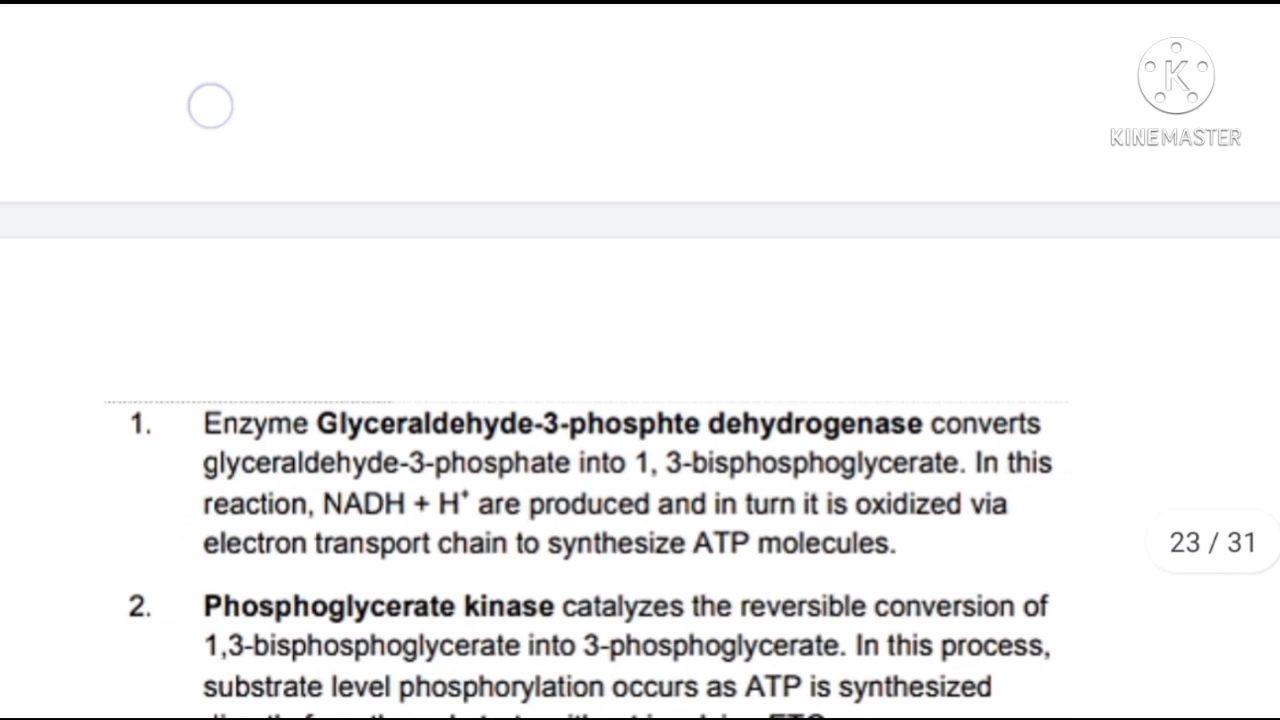 K
KINEMASTER
1. Enzyme Glyceraldehyde-3-phosphte dehydrogenase converts
glyceraldehyde-3-phosphate into 1, 3-bisphosphoglycerate. In this
reaction, NADH + H⁺ are produced and in turn it is oxidized via
electron transport chain to synthesize ATP molecules.
23 / 31
2. Phosphoglycerate kinase catalyzes the reversible conversion of
1,3-bisphosphoglycerate into 3-phosphoglycerate. In this process,
substrate level phosphorylation occurs as ATP is synthesized